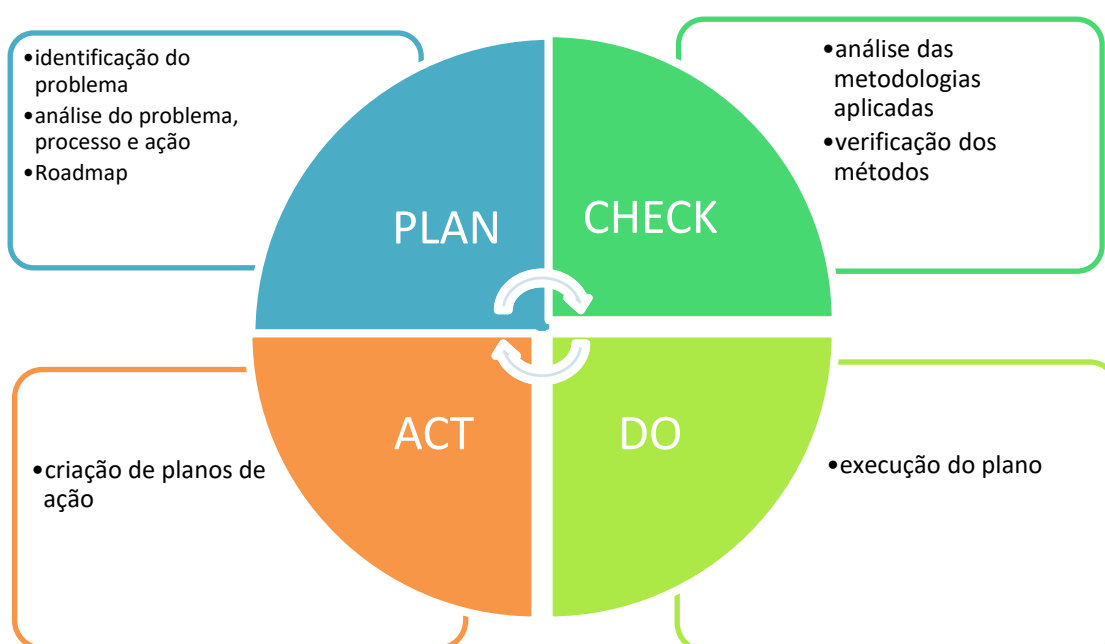 •identificação do
problema
•análise do problema,
processo e ação
•Roadmap
•análise das
metodologias
aplicadas
•verificação dos
métodos
PLAN
CHECK
ACT
DO
•criação de planos de
ação
•execução do plano